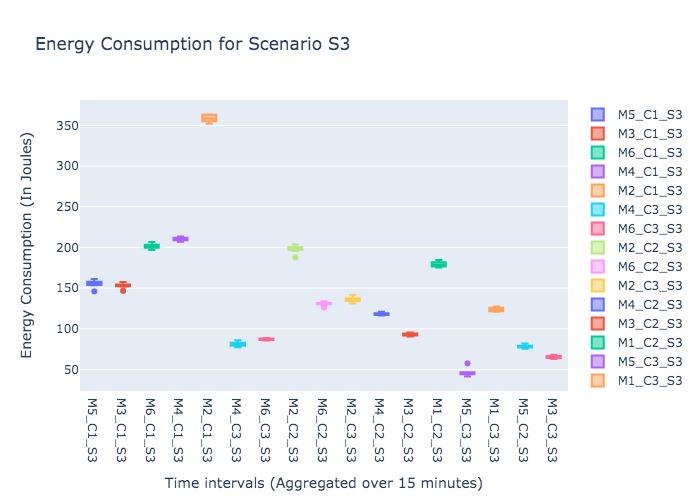 Energy Consumption for Scenario S3
Energy Consumption (In Joules)
350
300
250
200
150
100
50
M5_C1_S3
M3_C1_S3
M6_C1_S3
M4_C1_S3
M2_C1_S3
M4_C3_S3
M6_C3_S3
M2_C2_S3
M6_C2_S3
M2_C3_S3
M4_C2_S3
M3_C2_S3
M1_C2_S3
M5_C3_S3
M1_C3_S3
M5_C2_S3
M3_C3_S3
Time intervals (Aggregated over 15 minutes)
M5_C1_S3
M3_C1_S3
M6_C1_S3
M4_C1_S3
M2_C1_S3
M4_C3_S3
M6_C3_S3
M2_C2_S3
M6_C2_S3
M2_C3_S3
M4_C2_S3
M3_C2_S3
M1_C2_S3
M5_C3_S3
M1_C3_S3